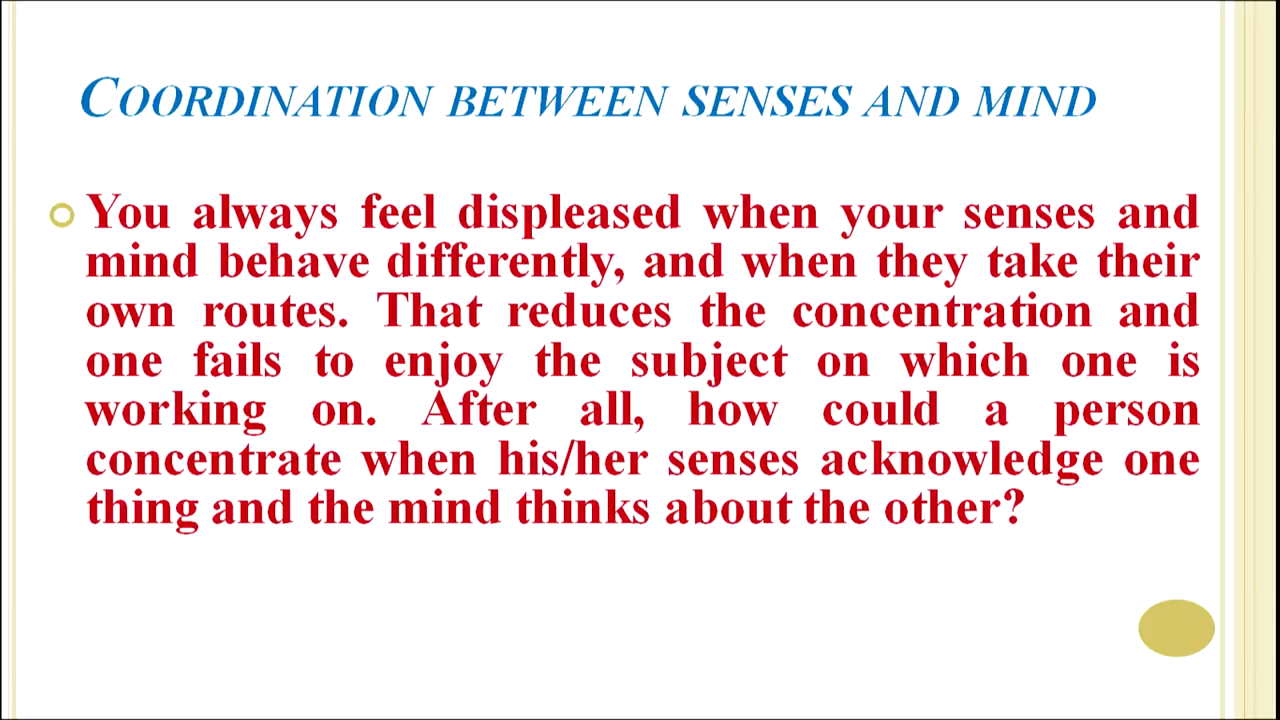 COORDINATION BETWEEN SENSES AND MIND
You always feel displeased when your senses and
mind behave differently, and when they take their
own routes. That reduces the concentration and
one fails to enjoy the subject on which one is
working on. After all, how could a person
concentrate when his/her senses acknowledge one
thing and the mind thinks about the other?